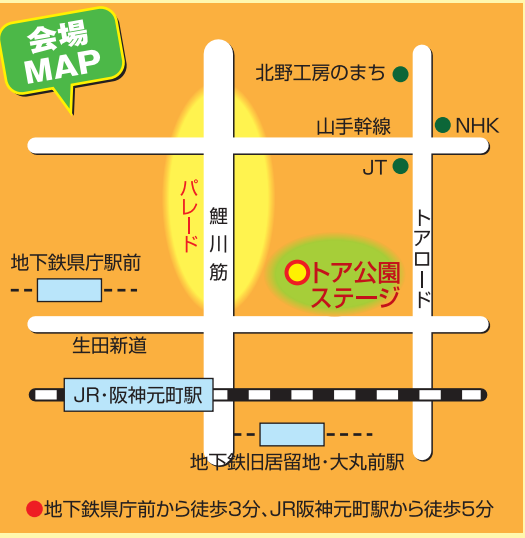 会場
MAP
北野工房のまち
山手幹線
NHK
JT
パレード
鯉川筋
トアロード
地下鉄県庁駅前
トア公園
ステージ
生田新道
JR・阪神元町駅
地下鉄旧居留地・大丸前駅
●地下鉄県庁前から徒歩3分、JR阪神元町駅から徒歩5分